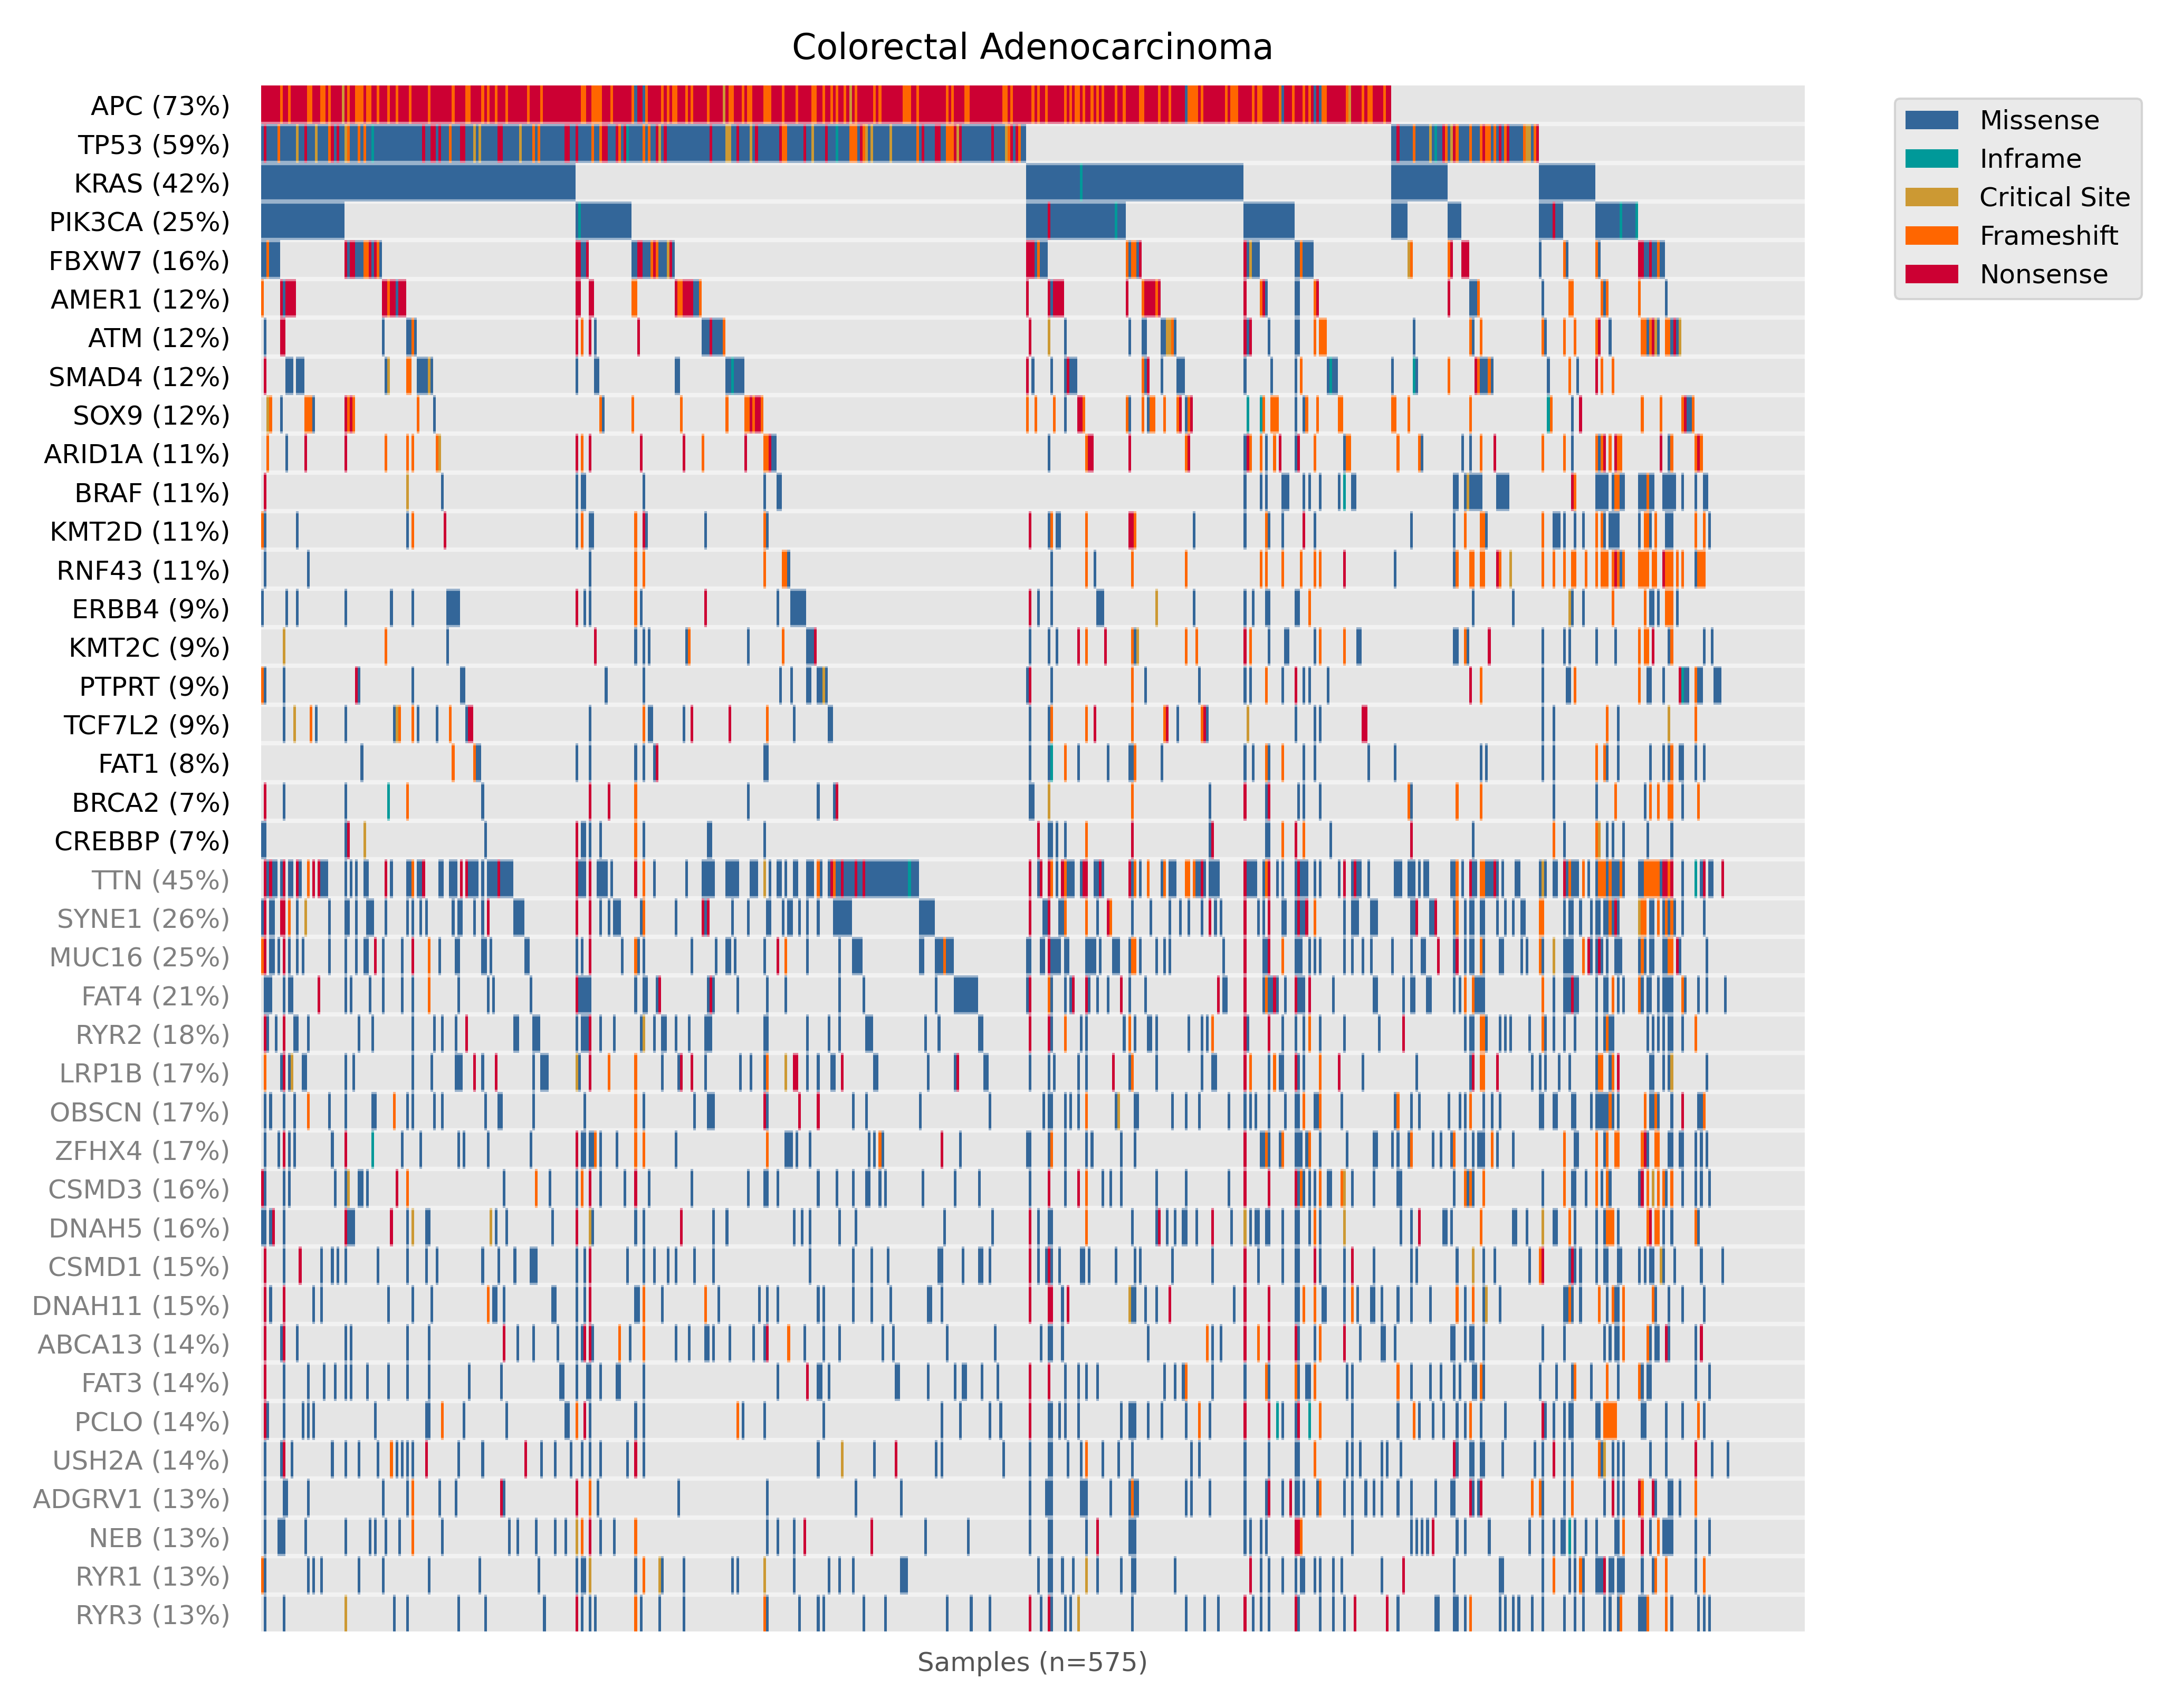 Colorectal Adenocarcinoma
APC (73%)
TP53 (59%)
KRAS (42%)
PIK3CA (25%)
FBXW7 (16%)
AMER1 (12%)
ATM (12%)
SMAD4 (12%)
SOX9 (12%)
ARID1A (11%)
BRAF (11%)
KMT2D (11%)
RNF43 (11%)
ERBB4 (9%)
KMT2C (9%)
PTPRT (9%)
TCF7L2 (9%)
FAT1 (8%)
BRCA2 (7%)
CREBBP (7%)
TTN (45%)
SYNE1 (26%)
MUC16 (25%)
FAT4 (21%)
RYR2 (18%)
LRP1B (17%)
OBSCN (17%)
ZFHX4 (17%)
CSMD3 (16%)
DNAH5 (16%)
CSMD1 (15%)
DNAH11 (15%)
ABCA13 (14%)
FAT3 (14%)
PCLO (14%)
USH2A (14%)
ADGRV1 (13%)
NEB (13%)
RYR1 (13%)
RYR3 (13%)
Samples (n=575)
Missense
Inframe
Critical Site
Frameshift
Nonsense